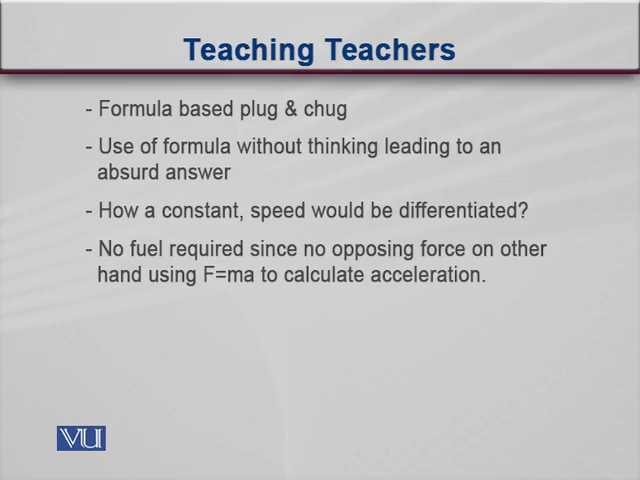 Teaching Teachers
- Formula based plug & chug
- Use of formula without thinking leading to an
absurd answer
- How a constant, speed would be differentiated?
- No fuel required since no opposing force on other
hand using F=ma to calculate acceleration.
VU